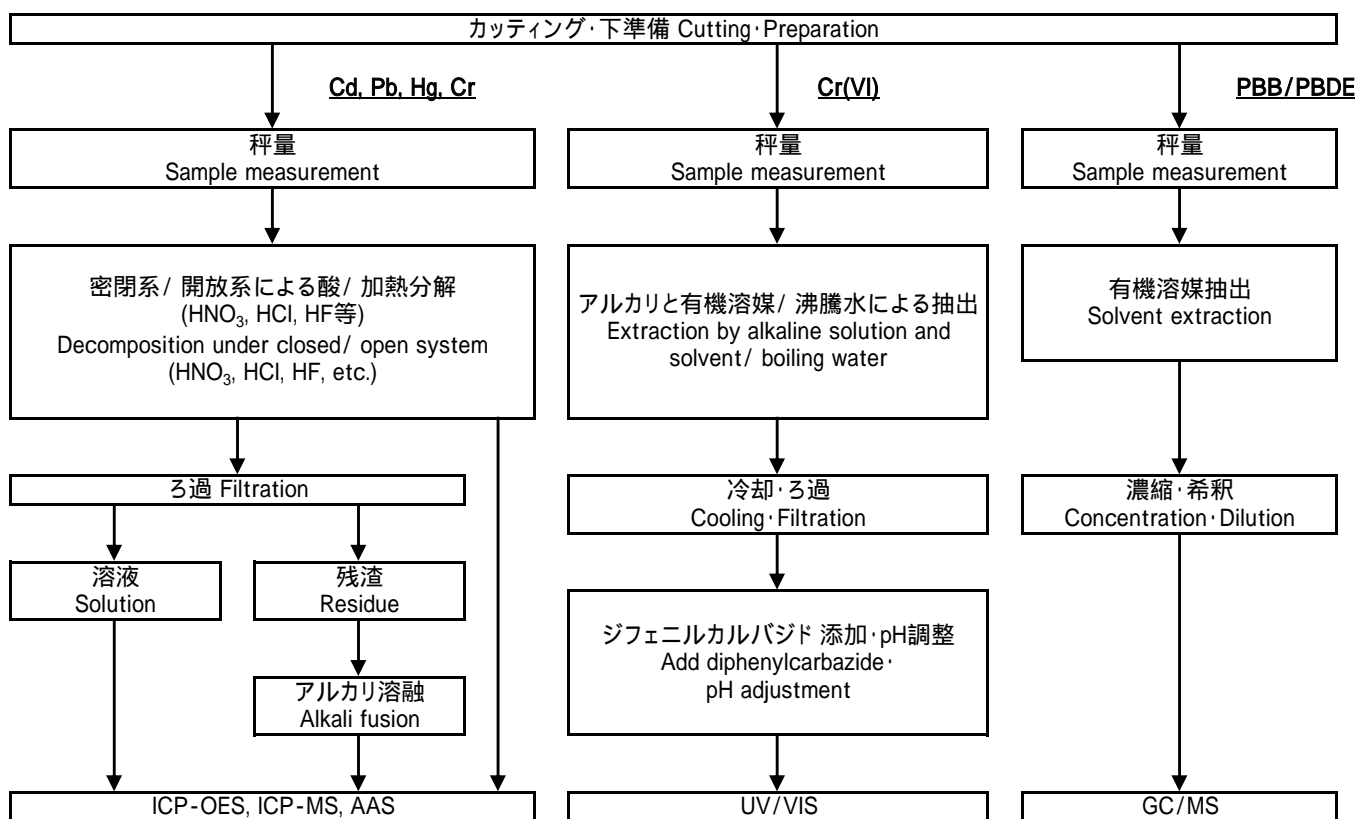 カッティング・下準備 Cutting・Preparation
Cd, Pb, Hg, Cr
秤量
Sample measurement
密閉系/ 開放系による酸/ 加熱分解
(HNO₃, HCl, HF等)
Decomposition under closed/ open system
(HNO₃, HCl, HF, etc.)
ろ過 Filtration
溶液
Solution
残渣
Residue
アルカリ溶融
Alkali fusion
ICP-OES, ICP-MS, AAS
Cr(VI)
秤量
Sample measurement
アルカリと有機溶媒/ 沸騰水による抽出
Extraction by alkaline solution and
solvent/ boiling water
冷却・ろ過
Cooling・Filtration
ジフェニルカルバジド 添加・pH調整
Add diphenylcarbazide・
pH adjustment
UV/VIS
PBB/PBDE
秤量
Sample measurement
有機溶媒抽出
Solvent extraction
濃縮・希釈
Concentration・Dilution
GC/MS